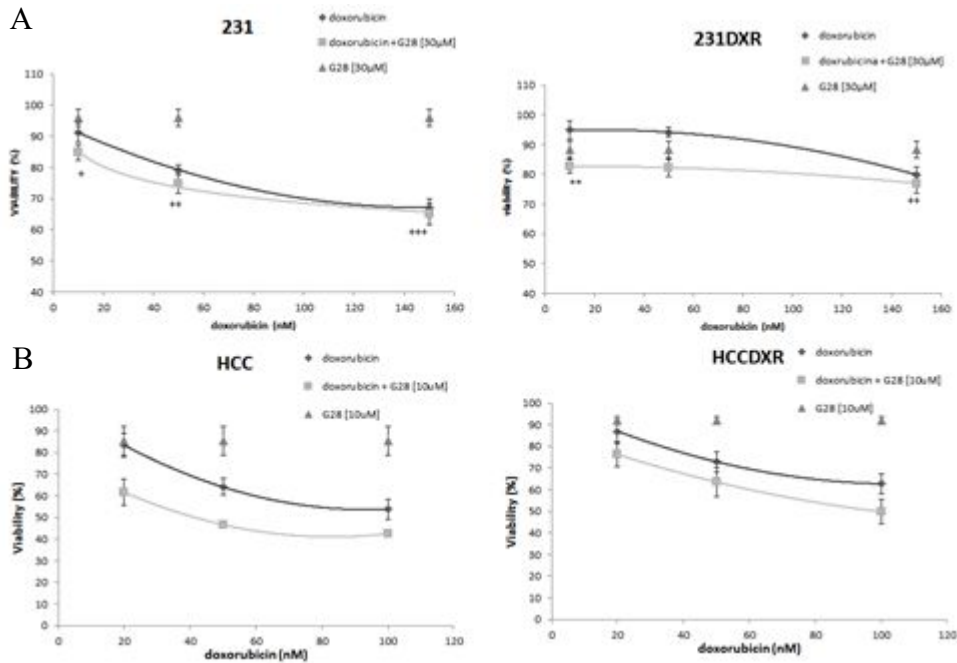 A
231
doxorubicin
doxorubicin+G28 [30µM]
G28 [30µM]
VIABILITY (%)
110
100
90
80
70
60
50
40
+
++
+++
0 20 40 60 80 100 120 140 160
doxorubicin (nM)
231DXR
doxorubicin
doxrubicina +G28 [30µM]
G28 [30µM]
viability (%)
110
100
90
80
70
60
50
40
++
++
0 20 40 60 80 100 120 140 160
doxorubicin (nM)
B
HCC
doxorubicin
doxorubicin + G28 [10uM]
G28 [10uM]
Viability (%)
100
90
80
70
60
50
40
30
20
10
0
0 20 40 60 80 100 120
doxorubicin [nM]
HCCDXR
doxorubicin
doxorubicin + G28 [10uM]
G28 [10uM]
Viability (%)
100
90
80
70
60
50
40
30
20
10
0
0 20 40 60 80 100 120
doxorubicin [nM]